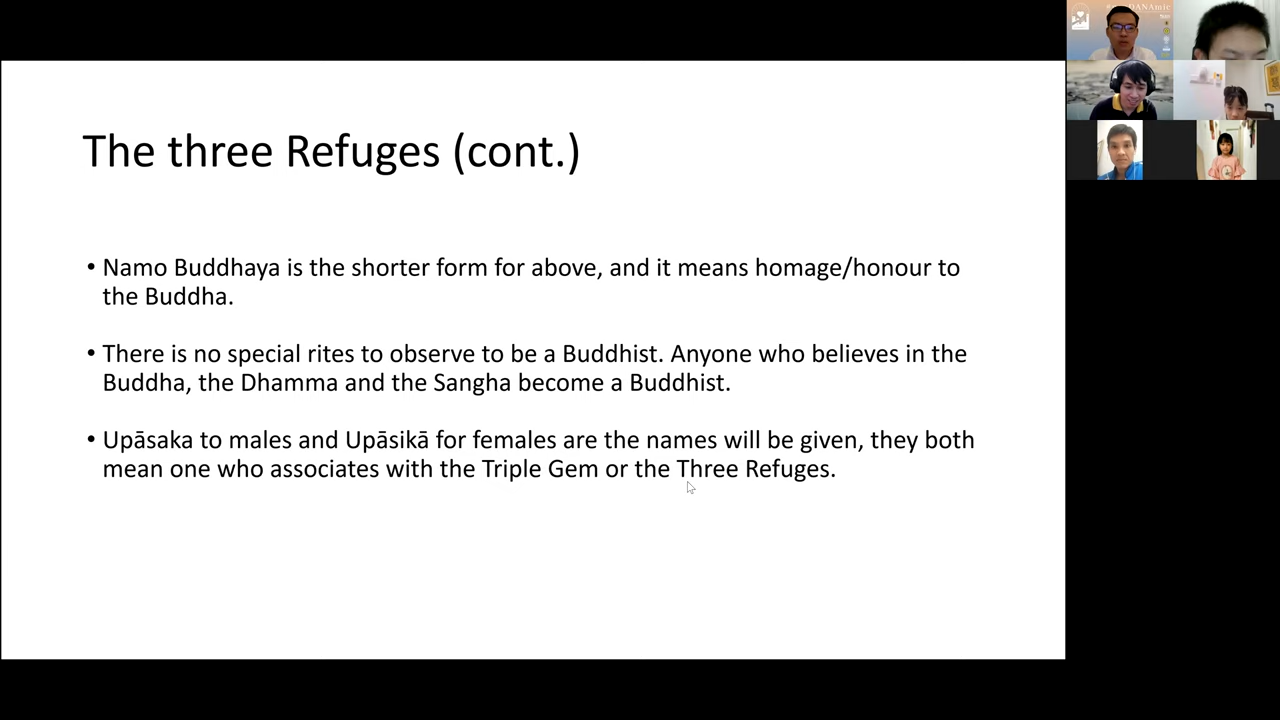 The three Refuges (cont.)
• Namo Buddhaya is the shorter form for above, and it means homage/honour to
the Buddha.
• There is no special rites to observe to be a Buddhist. Anyone who believes in the
Buddha, the Dhamma and the Sangha become a Buddhist.
• Upāsaka to males and Upāsikā for females are the names will be given, they both
mean one who associates with the Triple Gem or the Three Refuges.